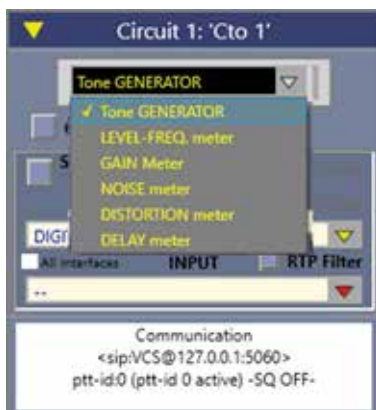 Circuit 1: 'Cto 1'
Tone GENERATOR
✓ Tone GENERATOR
LEVEL-FREQ. meter
GAIN Meter
NOISE meter
DISTORTION meter
DELAY meter
S
DIGI
All interfaces INPUT RTP Filter
--
Communication
<sip:VCS@127.0.0.1:5060>
ptt-id:0 (ptt-id 0 active) -SQ OFF-